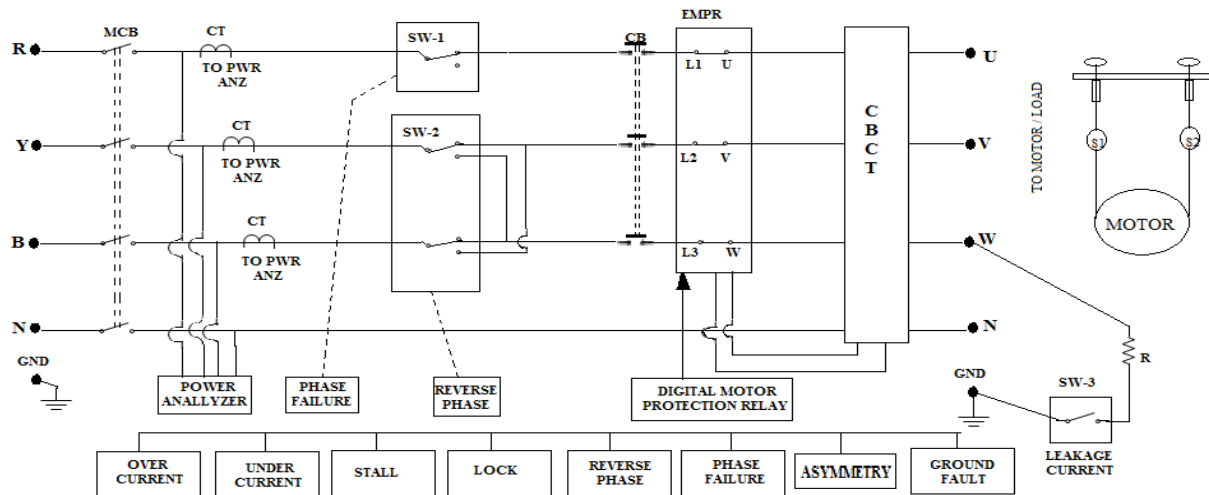 EMPR
MCB
CT
SW-1
CB
R
TO PWR
ANZ
L1
U
U
CT
SW-2
C
B
C
T
Y
TO PWR
ANZ
L2
V
V
TO MOTOR / LOAD
S1
S2
MOTOR
CT
B
TO PWR
ANZ
L3
W
W
N
N
GND
R
POWER
ANALLYZER
PHASE
FAILURE
REVERSE
PHASE
DIGITAL MOTOR
PROTECTION RELAY
GND
SW-3
LEAKAGE
CURRENT
OVER
CURRENT
UNDER
CURRENT
STALL
LOCK
REVERSE
PHASE
PHASE
FAILURE
ASYMMETRY
GROUND
FAULT